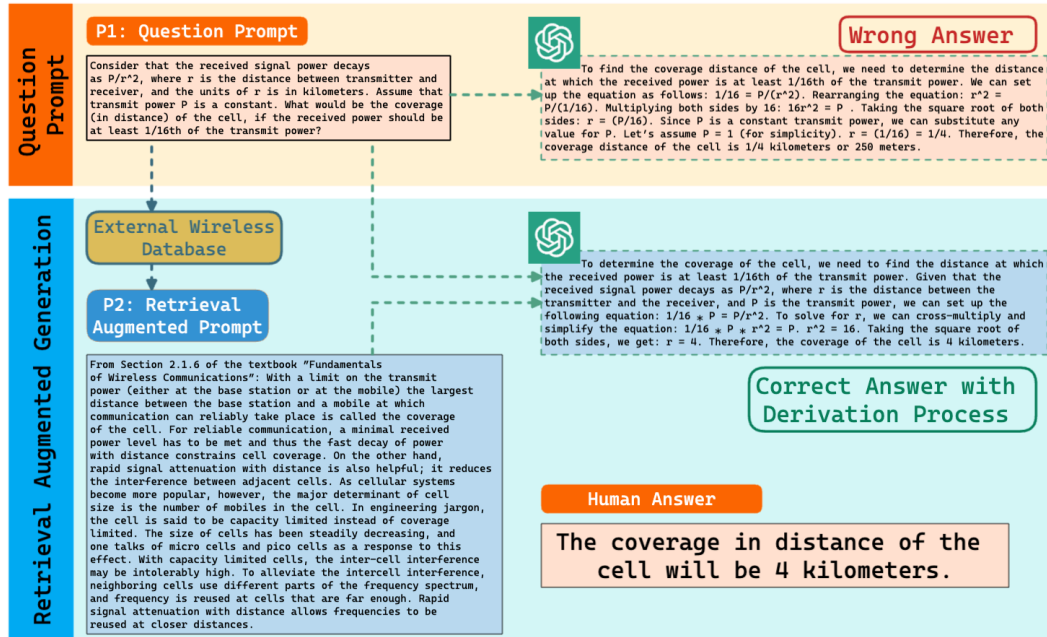 Question
Prompt
P1: Question Prompt
Consider that the received signal power decays
as P/r^2, where r is the distance between transmitter and
receiver, and the units of r is in kilometers. Assume that
transmit power P is a constant. What would be the coverage
(in distance) of the cell, if the received power should be
at least 1/16th of the transmit power?
Wrong Answer
To find the coverage distance of the cell, we need to determine the distance
at which the received power is at least 1/16th of the transmit power. We can set
up the equation as follows: 1/16 = P/(r^2). Rearranging the equation: r^2 =
P/(1/16). Multiplying both sides by 16: 16r^2 = P . Taking the square root of both
sides: r = (P/16). Since P is a constant transmit power, we can substitute any
value for P. Let's assume P = 1 (for simplicity). r = (1/16) = 1/4. Therefore, the
coverage distance of the cell is 1/4 kilometers or 250 meters.
Retrieval Augmented Generation
External Wireless
Database
P2: Retrieval
Augmented Prompt
From Section 2.1.6 of the textbook "Fundamentals
of Wireless Communications": With a limit on the transmit
power (either at the base station or at the mobile) the largest
distance between the base station and a mobile at which
communication can reliably take place is called the coverage
of the cell. For reliable communication, a minimal received
power level has to be met and thus the fast decay of power
with distance constrains cell coverage. On the other hand,
rapid signal attenuation with distance is also helpful; it reduces
the interference between adjacent cells. As cellular systems
become more popular, however, the major determinant of cell
size is the number of mobiles in the cell. In engineering jargon,
the cell is said to be capacity limited instead of coverage
limited. The size of cells has been steadily decreasing, and
one talks of micro cells and pico cells as a response to this
effect. With capacity limited cells, the inter-cell interference
may be intolerably high. To alleviate the intercell interference,
neighboring cells use different parts of the frequency spectrum,
and frequency is reused at cells that are far enough. Rapid
signal attenuation with distance allows frequencies to be
reused at closer distances.
To determine the coverage of the cell, we need to find the distance at which
the received power is at least 1/16th of the transmit power. Given that the
received signal power decays as P/r^2, where r is the distance between the
transmitter and the receiver, and P is the transmit power, we can set up the
following equation: 1/16 * P = P/r^2. To solve for r, we can cross-multiply and
simplify the equation: 1/16 * P * r^2 = P. r^2 = 16. Taking the square root of
both sides, we get: r = 4. Therefore, the coverage of the cell is 4 kilometers.
Correct Answer with
Derivation Process
Human Answer
The coverage in distance of the
cell will be 4 kilometers.